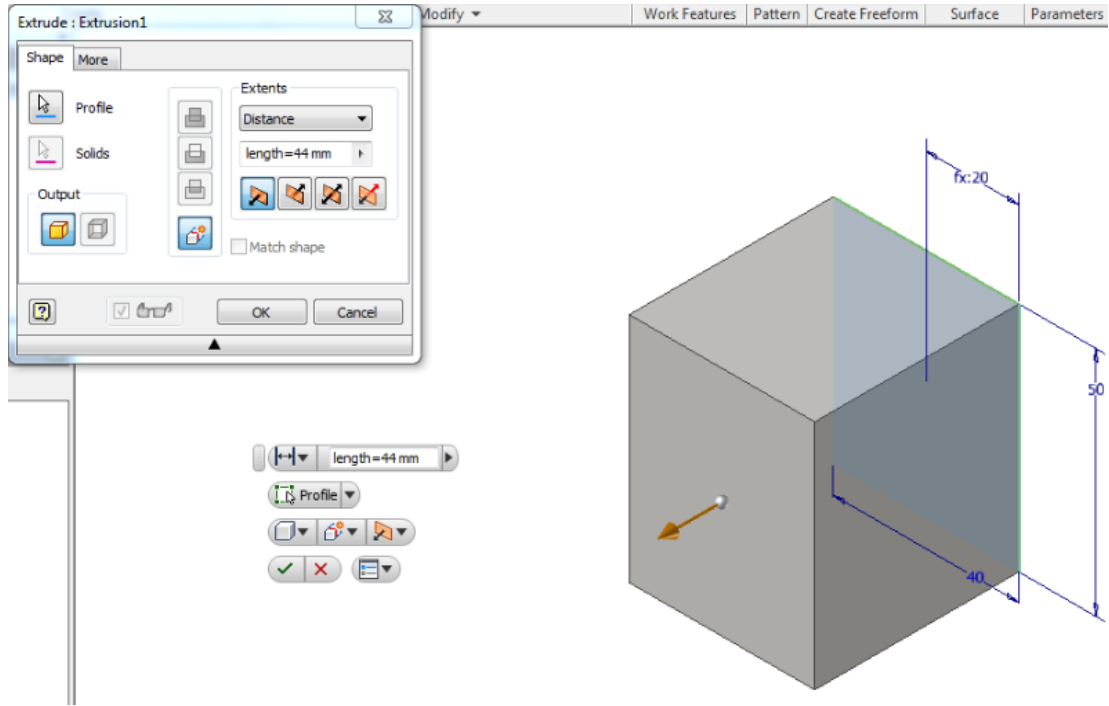 Extrude : Extrusion1
Modify
Work Features
Pattern
Create Freeform
Surface
Parameters
Shape
More
Profile
Solids
Output
Extents
Distance
length=44 mm
Match shape
OK
Cancel
length=44 mm
Profile
fx:20
50
40